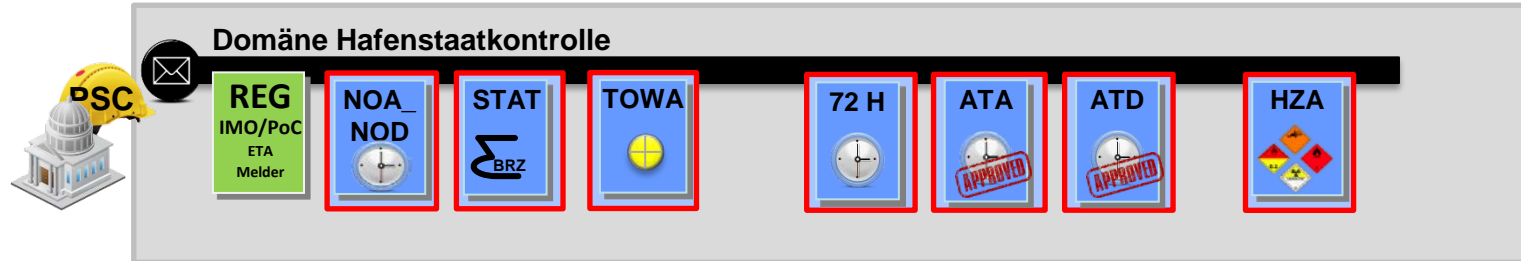 Domäne Hafenstaatkontrolle
PSC
REG
IMO/PoC
ETA
Melder
NOA_
NOD
STAT
BRZ
TOWA
72 H
ATA
APPROVED
ATD
APPROVED
HZA